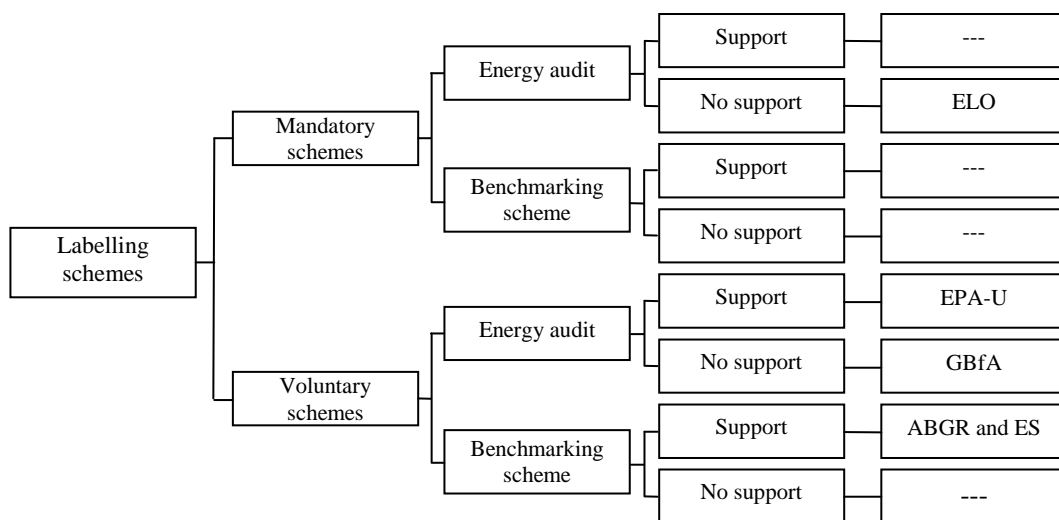 Labelling
schemes
Mandatory
schemes
Energy audit
Support
---
No support
ELO
Benchmarking
scheme
Support
---
No support
---
Voluntary
schemes
Energy audit
Support
EPA-U
No support
GBfA
Benchmarking
scheme
Support
ABGR and ES
No support
---